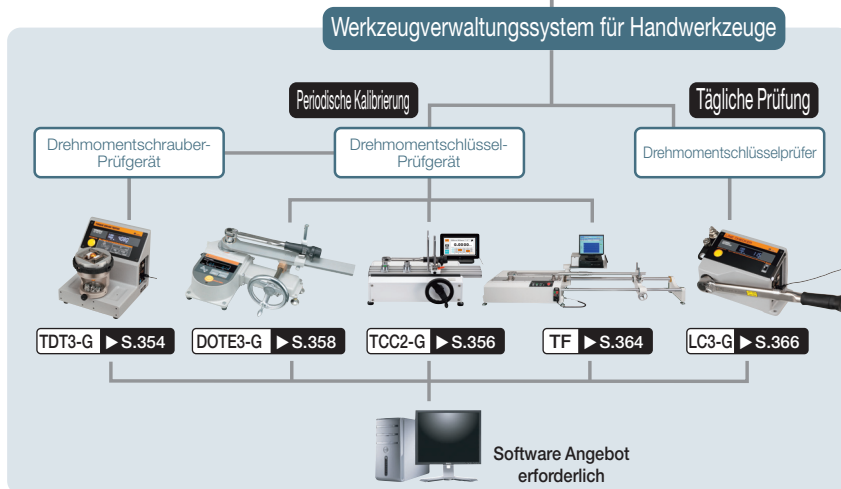 Werkzeugverwaltungssystem für Handwerkzeuge
Periodische Kalibrierung
Tägliche Prüfung
Drehmomentschrauber-
Prüfgerät
Drehmomentschlüssel-
Prüfgerät
Drehmomentschlüsselprüfer
TDT3-G ▶S.354
DOTE3-G ▶S.358
TCC2-G ▶S.356
TF ▶S.364
LC3-G ▶S.366
Software Angebot
erforderlich